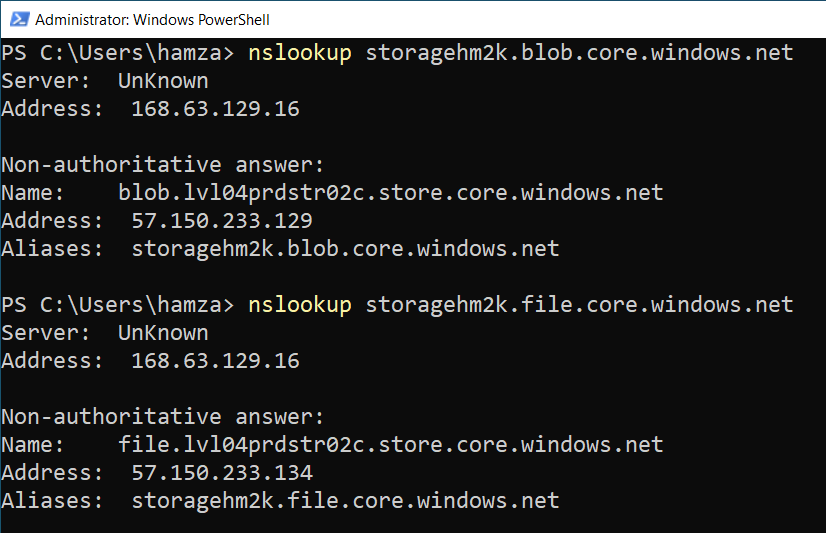 Administrator: Windows PowerShell
PS C:\Users\hamza> nslookup storagehm2k.blob.core.windows.net
Server:  UnKnown
Address:  168.63.129.16
Non-authoritative answer:
Name:    blob.lvl04prdstr02c.store.core.windows.net
Address:  57.150.233.129
Aliases:  storagehm2k.blob.core.windows.net
PS C:\Users\hamza> nslookup storagehm2k.file.core.windows.net
Server:  UnKnown
Address:  168.63.129.16
Non-authoritative answer:
Name:    file.lvl04prdstr02c.store.core.windows.net
Address:  57.150.233.134
Aliases:  storagehm2k.file.core.windows.net